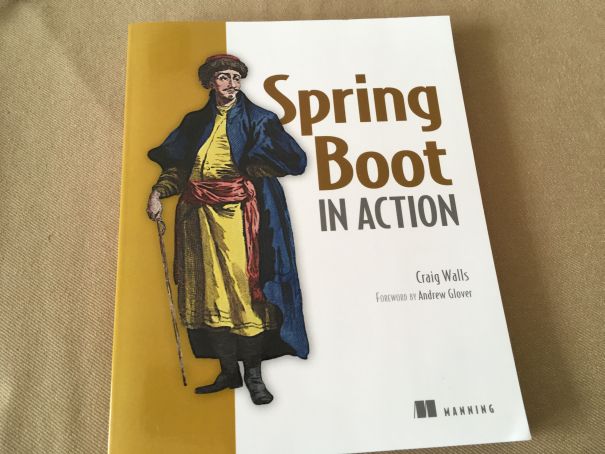 Spring
Boot
IN ACTION
Craig Walls
FOREWORD BY Andrew Glover
MANNING